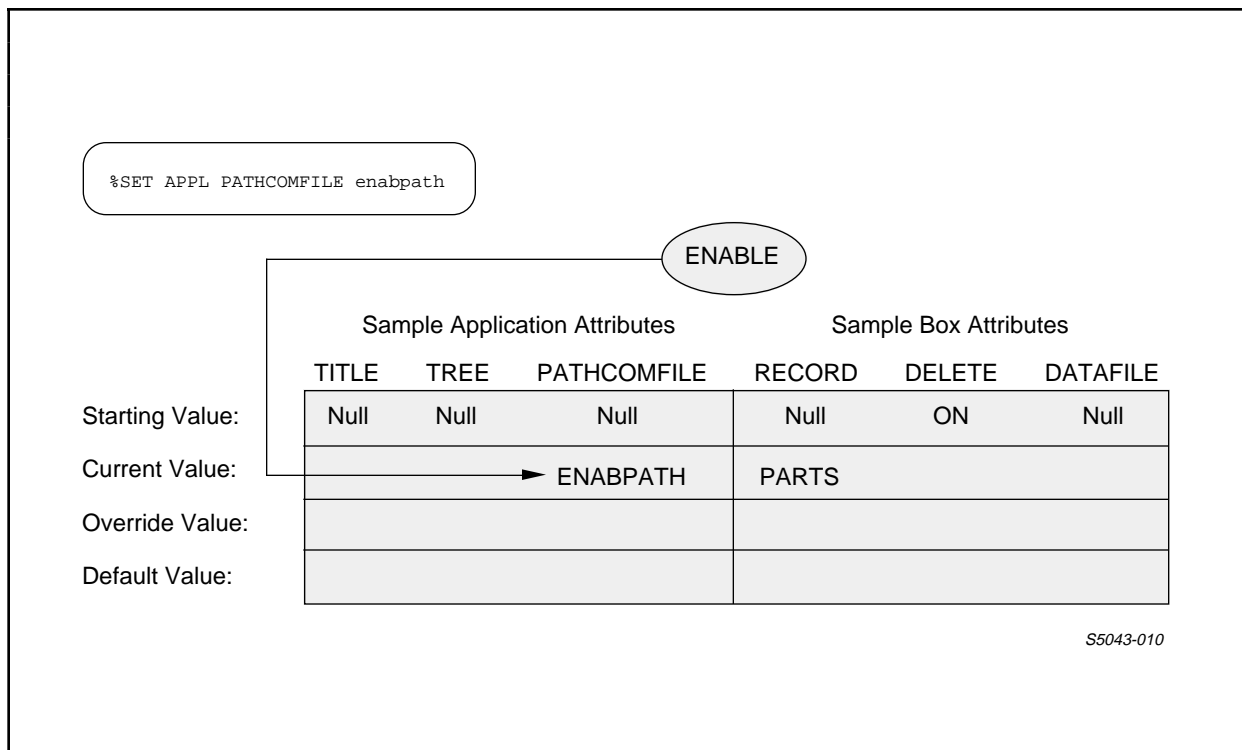 %SET APPL PATHCOMFILE enabpath
ENABLE
Sample Application Attributes Sample Box Attributes
TITLE TREE PATHCOMFILE RECORD DELETE DATAFILE
Starting Value: Null Null Null Null ON Null
Current Value: ENABPATH PARTS
Override Value:
Default Value:
S5043-010